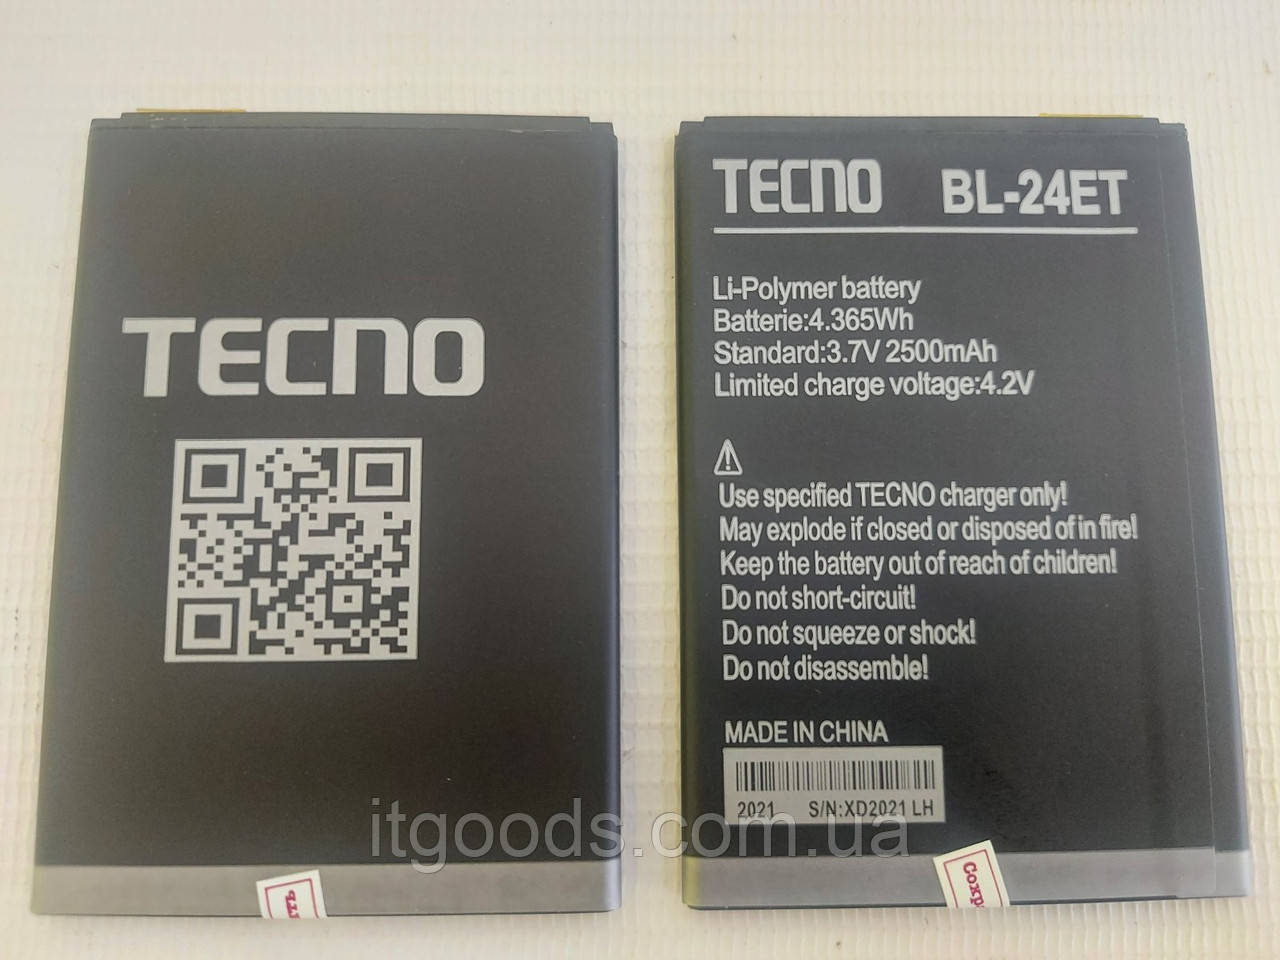 TECNO
TECNO BL-24ET
Li-Polymer battery
Batterie:4.365Wh
Standard:3.7V 2500mAh
Limited charge voltage:4.2V
Use specified TECNO charger only!
May explode if closed or disposed of in fire!
Keep the battery out of reach of children!
Do not short-circuit!
Do not squeeze or shock!
Do not disassemble!
MADE IN CHINA
2021 S/N:XD2021 LH
itgoods.com.ua